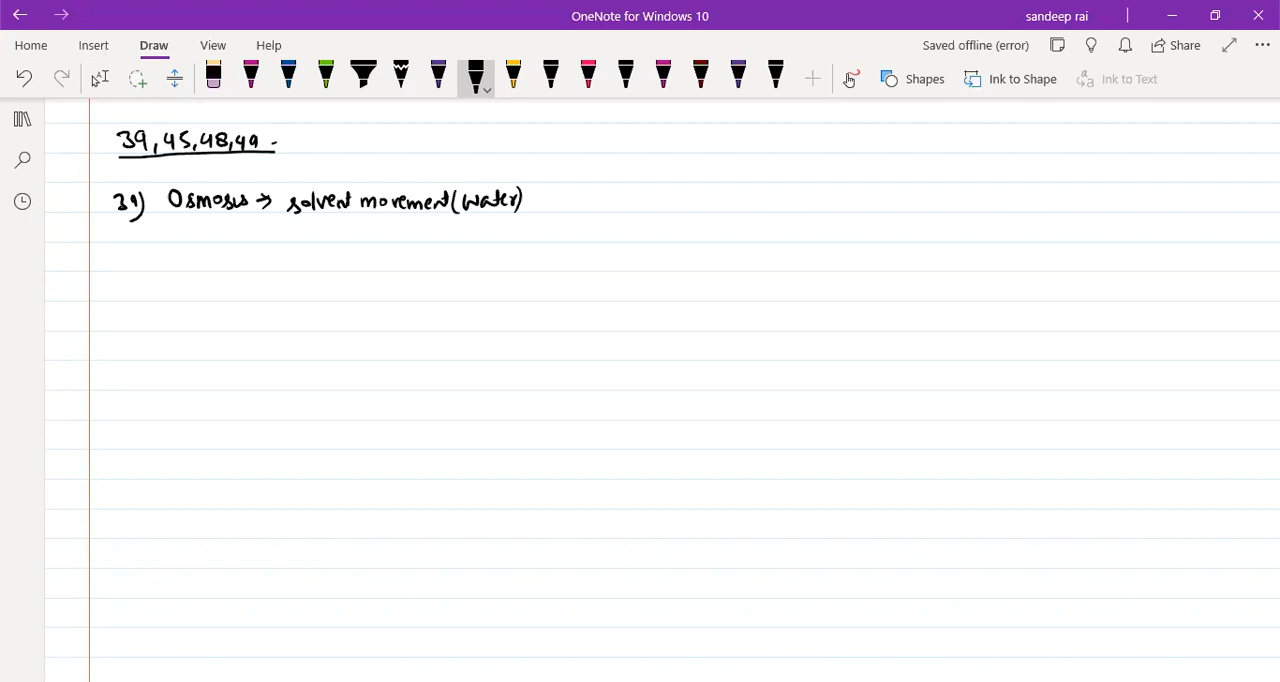 OneNote for Windows 10
sandeep rai
Home Insert Draw View Help
Saved offline (error)
Share
Shapes
Ink to Shape
Ink to Text
39, 45, 48, 49
39) Osmosis → solvent movement (water)